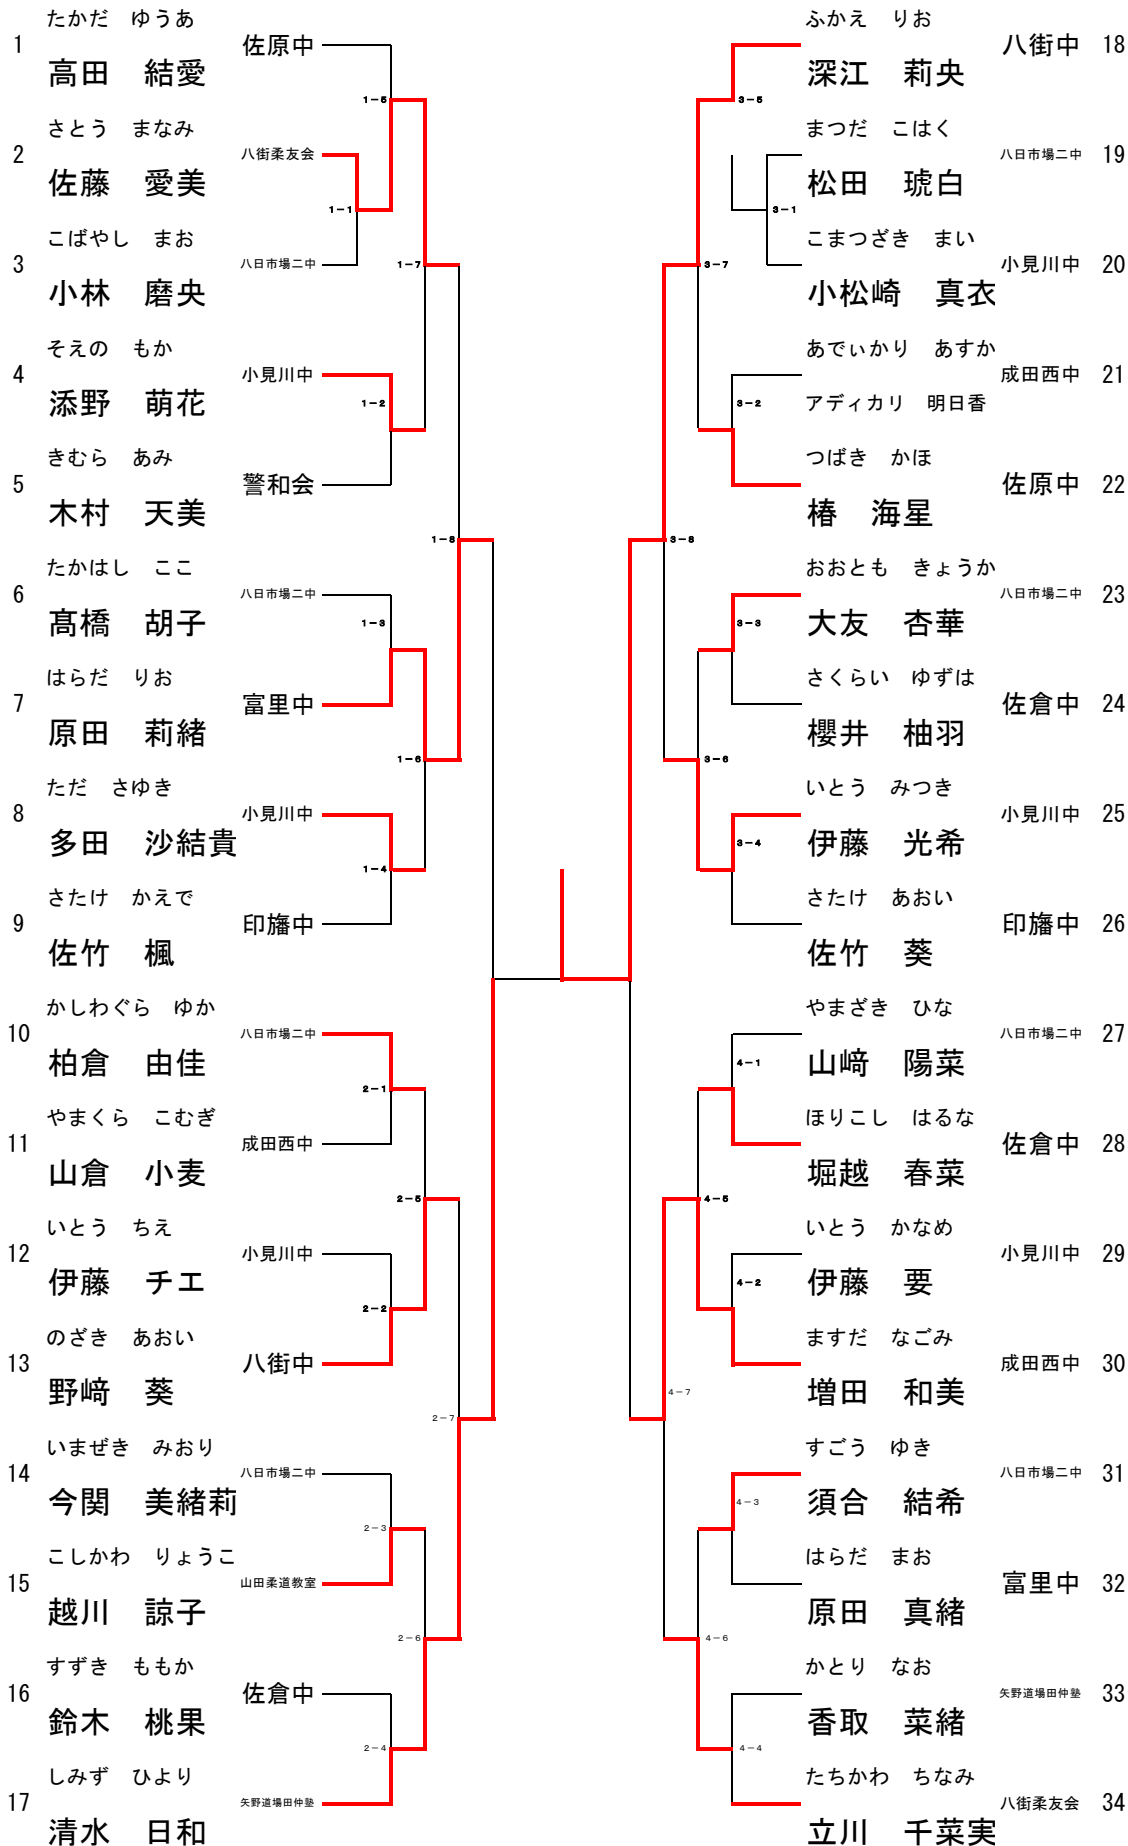 たかだ　ゆうあ
1 佐原中
高田　結愛
さとう　まなみ
2 八街柔友会
佐藤　愛美
こばやし　まお
3 八日市場二中
小林　磨央
そえの　もか
4 小見川中
添野　萌花
きむら　あみ
5 警和会
木村　天美
たかはし　ここ
6 八日市場二中
髙橋　胡子
はらだ　りお
7 富里中
原田　莉緒
ただ　さゆき
8 小見川中
多田　沙結貴
さたけ　かえで
9 印旛中
佐竹　楓
かしわぐら　ゆか
10 八日市場二中
柏倉　由佳
やまくら　こむぎ
11 成田西中
山倉　小麦
いとう　ちえ
12 小見川中
伊藤　チエ
のざき　あおい
13 八街中
野﨑　葵
いまぜき　みおり
14 八日市場二中
今関　美緒莉
こしかわ　りょうこ
15 山田柔道教室
越川　諒子
すずき　ももか
16 佐倉中
鈴木　桃果
しみず　ひより
17 矢野道場田仲塾
清水　日和
1-5
1-1
1-7
1-2
1-8
1-3
1-6
1-4
2-1
2-5
2-2
2-7
2-3
2-6
2-4
3-5
3-1
3-7
3-2
3-8
3-3
3-6
3-4
4-1
4-5
4-2
4-7
4-3
4-6
4-4
ふかえ　りお
八街中 18
深江　莉央
まつだ　こはく
八日市場二中 19
松田　琥白
こまつざき　まい
小見川中 20
小松崎　真衣
あでぃかり　あすか
成田西中 21
アディカリ　明日香
つばき　かほ
佐原中 22
椿　海星
おおとも　きょうか
八日市場二中 23
大友　杏華
さくらい　ゆずは
佐倉中 24
櫻井　柚羽
いとう　みつき
小見川中 25
伊藤　光希
さたけ　あおい
印旛中 26
佐竹　葵
やまざき　ひな
八日市場二中 27
山﨑　陽菜
ほりこし　はるな
佐倉中 28
堀越　春菜
いとう　かなめ
小見川中 29
伊藤　要
ますだ　なごみ
成田西中 30
増田　和美
すごう　ゆき
八日市場二中 31
須合　結希
はらだ　まお
富里中 32
原田　真緒
かとり　なお
矢野道場田仲塾 33
香取　菜緒
たちかわ　ちなみ
八街柔友会 34
立川　千菜実